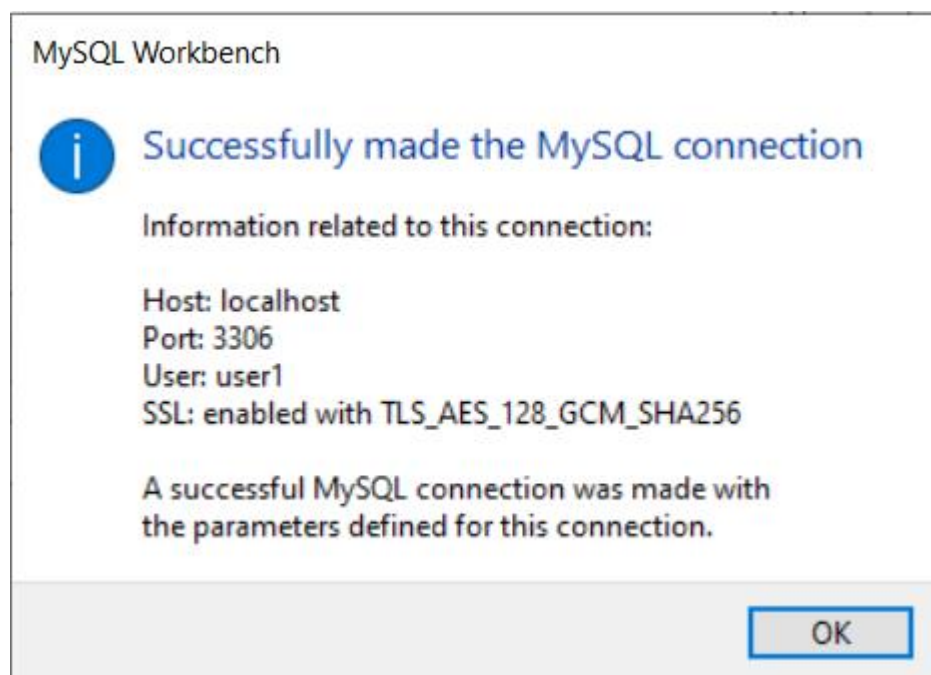 MySQL Workbench
Successfully made the MySQL connection
Information related to this connection:
Host: localhost
Port: 3306
User: user1
SSL: enabled with TLS_AES_128_GCM_SHA256
A successful MySQL connection was made with
the parameters defined for this connection.
OK